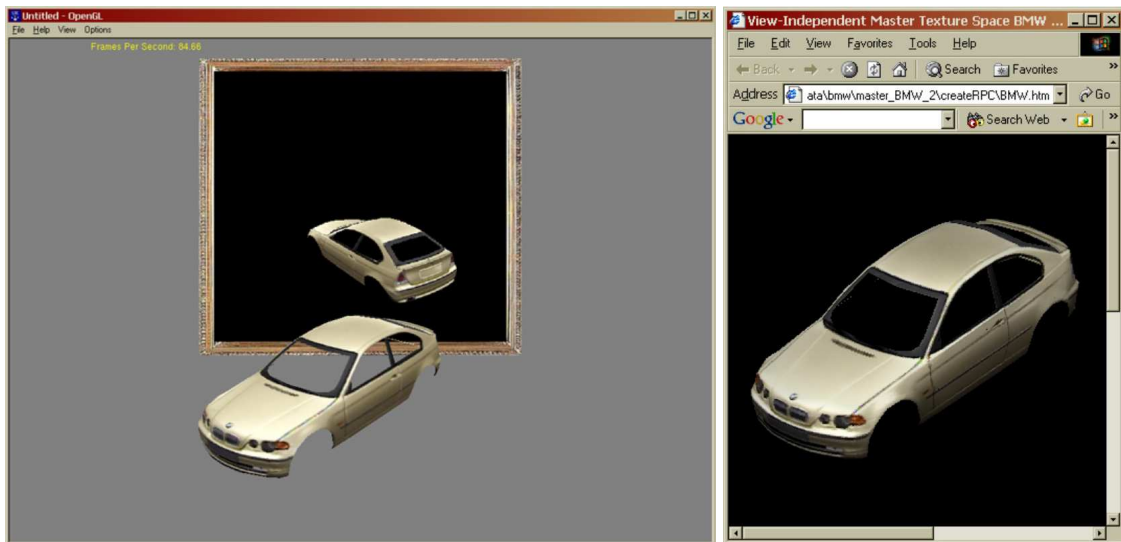 Untitled - OpenGL
File Help View Options
Frames Per Second: 84.66
View-Independent Master Texture Space BMW ...
File Edit View Favorites Tools Help
Back Search Favorites »
Address ata\bmw\master_BMW_2\createRPC\BMW.htm Go
Google Search Web »